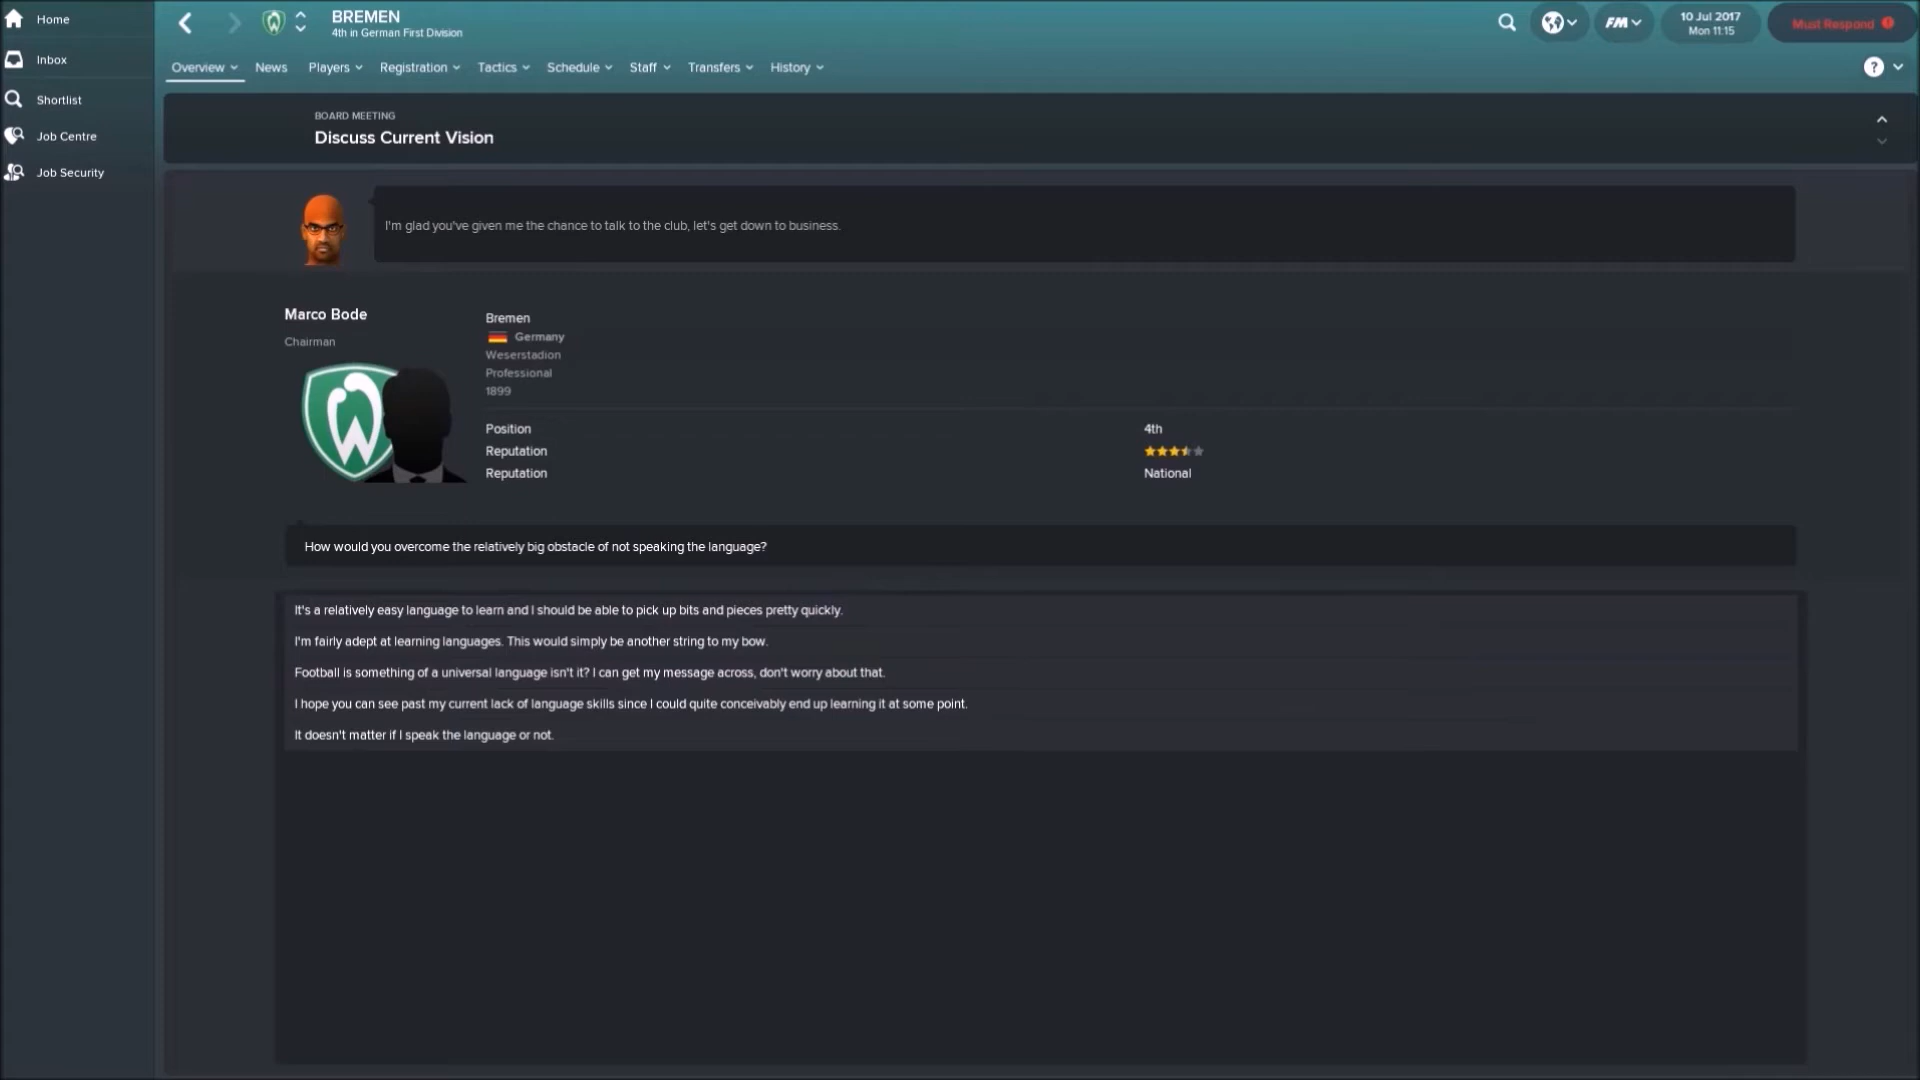 Home
Inbox
Shortlist
Job Centre
Job Security
BREMEN
4th in German First Division
FM
10 Jul 2017
Mon 11:15
Must Respond
Overview
News
Players
Registration
Tactics
Schedule
Staff
Transfers
History
?
BOARD MEETING
Discuss Current Vision
I'm glad you've given me the chance to talk to the club, let's get down to business.
Marco Bode
Chairman
W
Bremen
Germany
Weserstadion
Professional
1899
Position 4th
Reputation
Reputation National
How would you overcome the relatively big obstacle of not speaking the language?
It's a relatively easy language to learn and I should be able to pick up bits and pieces pretty quickly.
I'm fairly adept at learning languages. This would simply be another string to my bow.
Football is something of a universal language isn't it? I can get my message across, don't worry about that.
I hope you can see past my current lack of language skills since I could quite conceivably end up learning it at some point.
It doesn't matter if I speak the language or not.